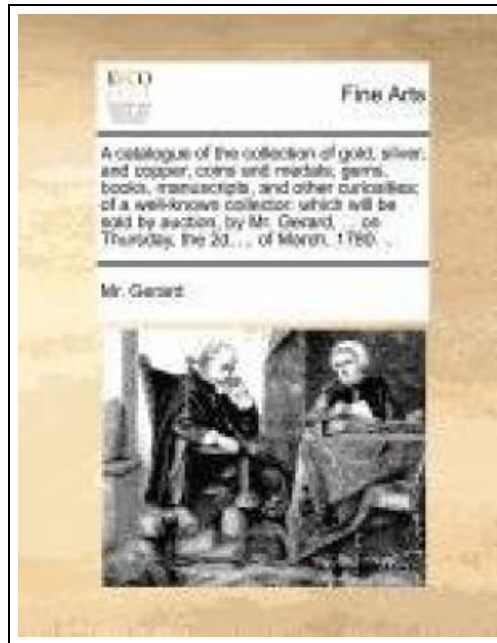 ECCO
Fine Arts
A catalogue of the collection of gold, silver,
and copper, coins and medals; gems,
books, manuscripts, and other curiosities;
of a well-known collector: which will be
sold by auction, by Mr. Gerard, ... on
Thursday, the 2d. ... of March, 1780. ..
Mr. Gerard